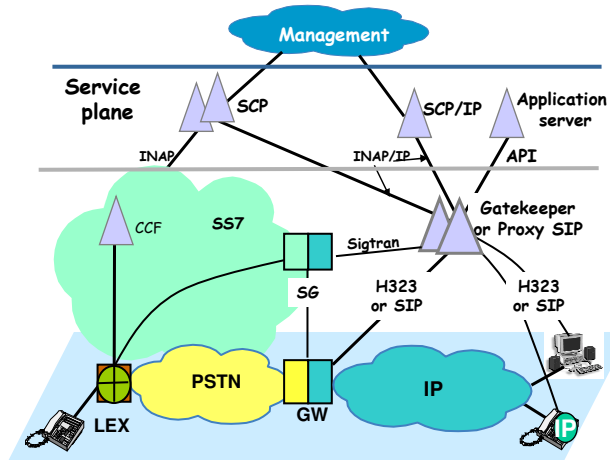 Management
Service
plane
SCP
SCP/IP
Application
server
INAP
INAP/IP
API
CCF
SS7
Gatekeeper
or Proxy SIP
Sigtran
SG
H323
or SIP
H323
or SIP
PSTN
IP
LEX
GW
IP